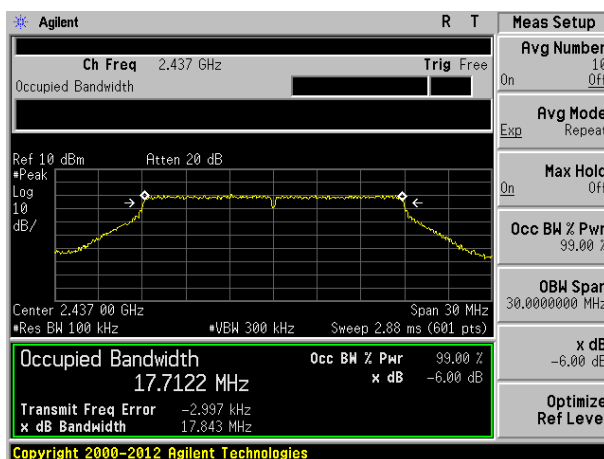 Agilent R T Meas Setup
Ch Freq 2.437 GHz Trig Free
Occupied Bandwidth
Ref 10 dBm Atten 20 dB
#Peak
Log
10
dB/
Center 2.437 00 GHz Span 30 MHz
#Res BW 100 kHz #VBW 300 kHz Sweep 2.88 ms (601 pts)
Occupied Bandwidth Occ BW % Pwr 99.00 %
17.7122 MHz x dB -6.00 dB
Transmit Freq Error -2.997 kHz
x dB Bandwidth 17.843 MHz
Copyright 2000-2012 Agilent Technologies
Avg Number
10
On Off
Avg Mode
Exp Repeat
Max Hold
On Off
Occ BW % Pwr
99.00 %
OBW Span
30.0000000 MHz
x dB
-6.00 dB
Optimize
Ref Level